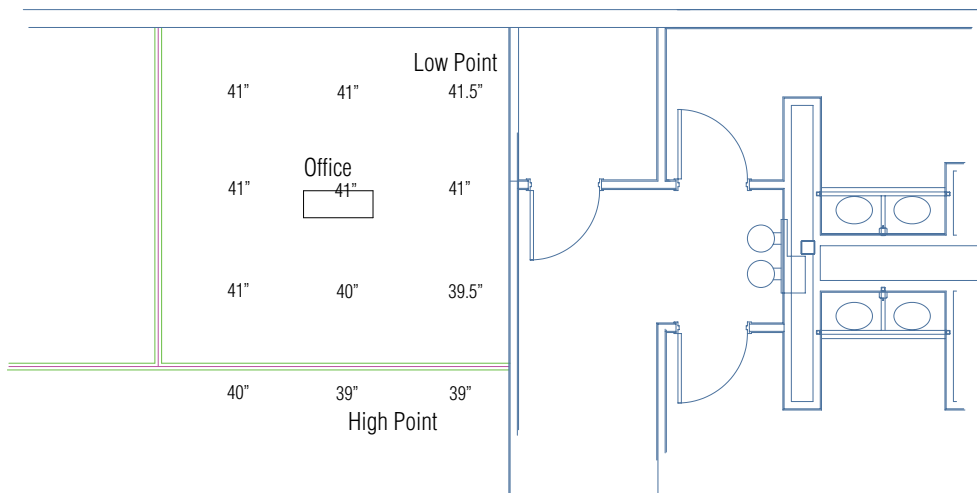 Low Point
41” 41” 41.5”
Office
41” 41” 41”
41” 40” 39.5”
40” 39” 39”
High Point